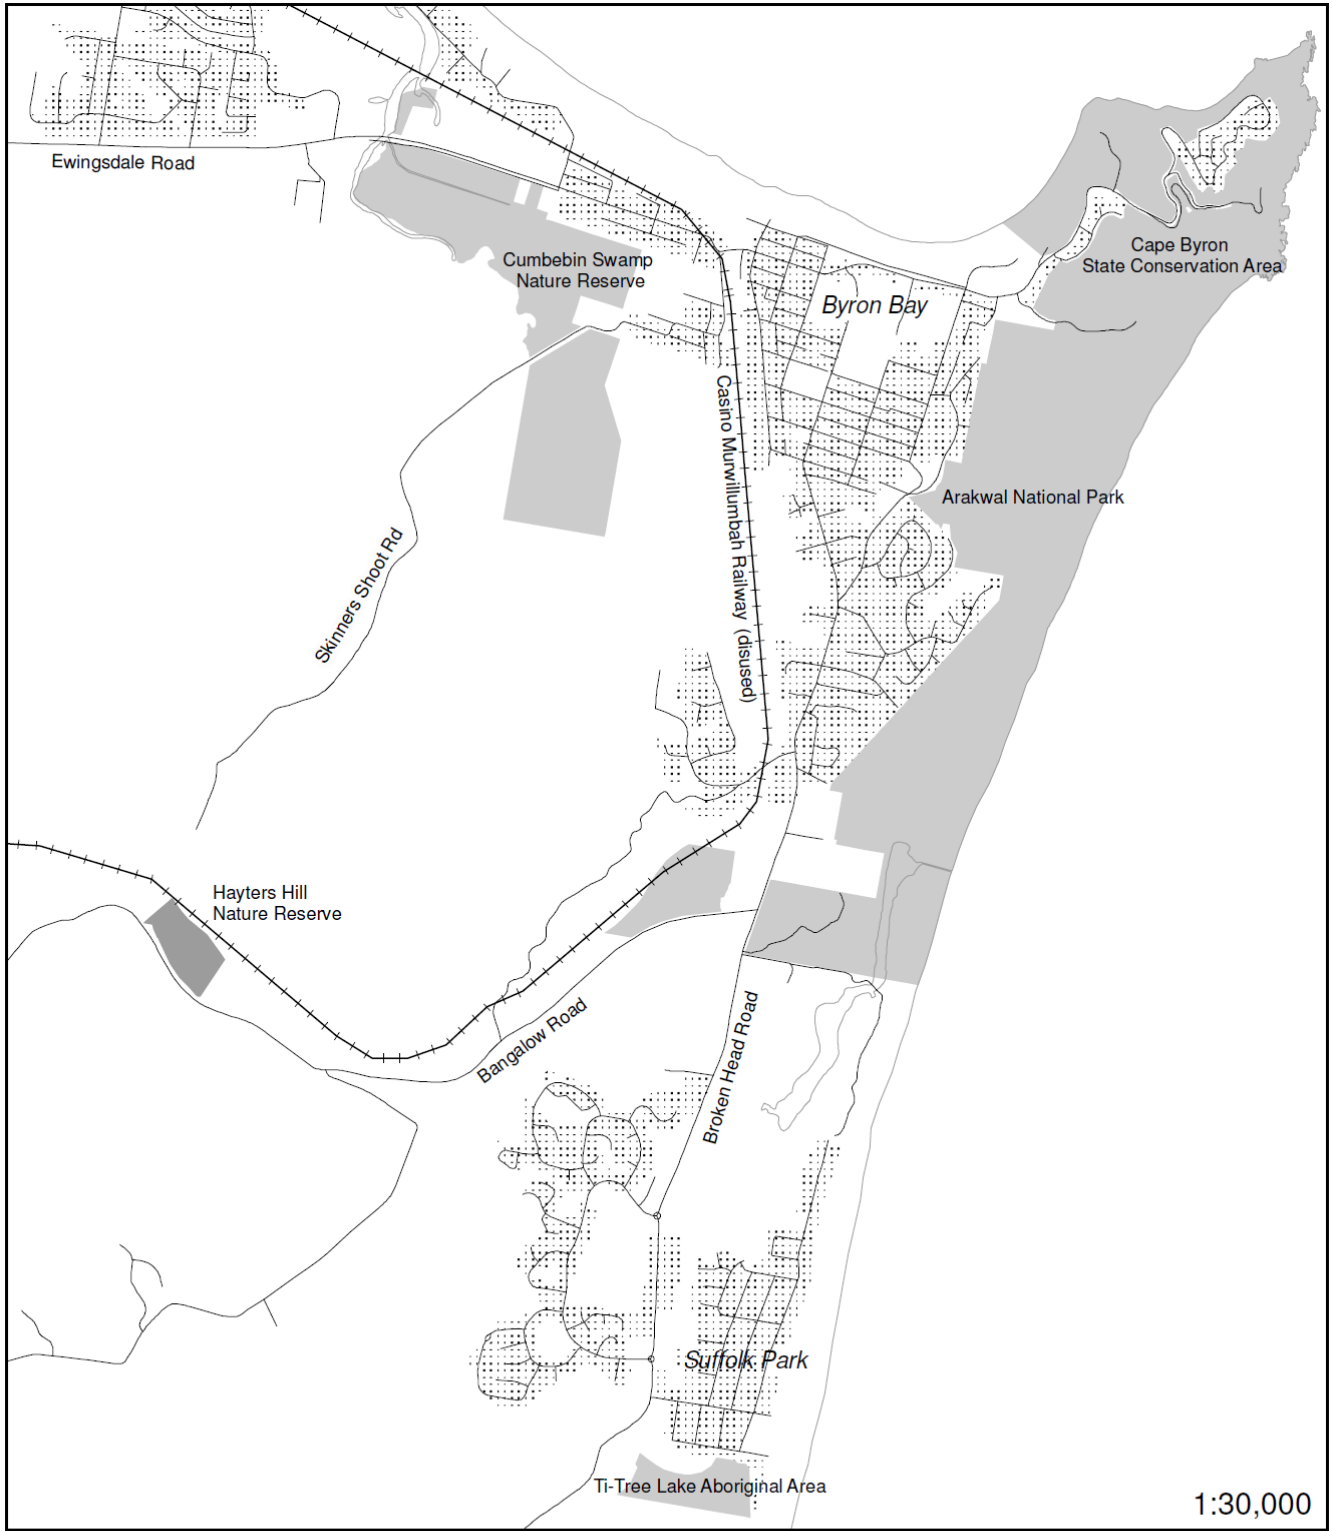 Ewingsdale Road
Cumbebin Swamp
Nature Reserve
Cape Byron
State Conservation Area
Byron Bay
Casino Murwillumbah Railway (disused)
Arakwal National Park
Skinners Shoot Rd
Hayters Hill
Nature Reserve
Bangalow Road
Broken Head Road
Suffolk Park
Ti-Tree Lake Aboriginal Area
1:30,000